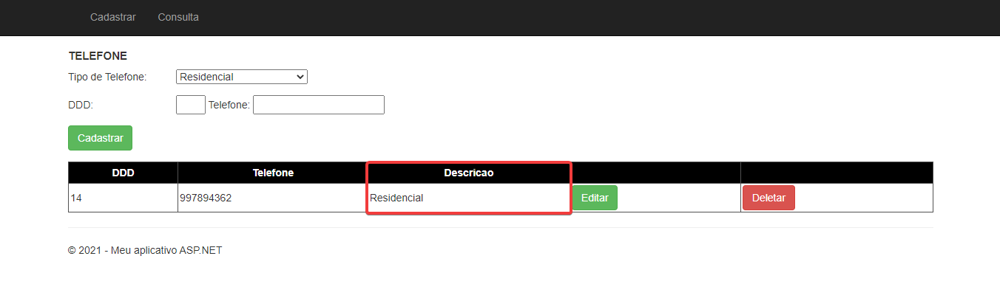 Cadastrar Consulta
TELEFONE
Tipo de Telefone: Residencial
DDD: Telefone:
Cadastrar
DDD Telefone Descricao
14 997894362 Residencial Editar Deletar
© 2021 - Meu aplicativo ASP.NET